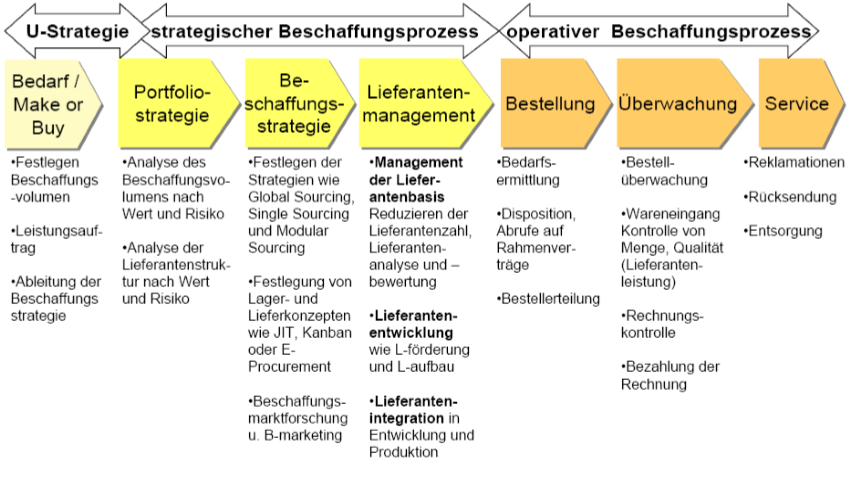 U-Strategie
strategischer Beschaffungsprozess
operativer Beschaffungsprozess
Bedarf /
Make or
Buy
Portfolio-
strategie
Be-
schaffungs-
strategie
Lieferanten-
management
Bestellung
Überwachung
Service
•Festlegen
Beschaffungs
-volumen
•Leistungsauf-
trag
•Ableitung der
Beschaffungs
strategie
•Analyse des
Beschaffungsvo-
lumens nach
Wert und Risiko
•Analyse der
Lieferantenstruk-
tur nach Wert
und Risiko
•Festlegen der
Strategien wie
Global Sourcing,
Single Sourcing
und Modular
Sourcing
•Festlegung von
Lager- und
Lieferkonzepten
wie JIT, Kanban
oder E-
Procurement
•Beschaffungs-
marktforschung
u. B-marketing
•Management
der Liefer-
antenbasis
Reduzieren der
Lieferantenzahl,
Lieferanten-
analyse und –
bewertung
•Lieferanten-
entwicklung
wie L-förderung
und L-aufbau
•Lieferanten-
integration in
Entwicklung und
Produktion
•Bedarfs-
ermittlung
•Disposition,
Abrufe auf
Rahmenver-
träge
•Bestellerteilung
•Bestell-
überwachung
•Wareneingang
Kontrolle von
Menge, Qualität
(Lieferanten-
leistung)
•Rechnungs-
kontrolle
•Bezahlung der
Rechnung
•Reklamationen
•Rücksendung
•Entsorgung